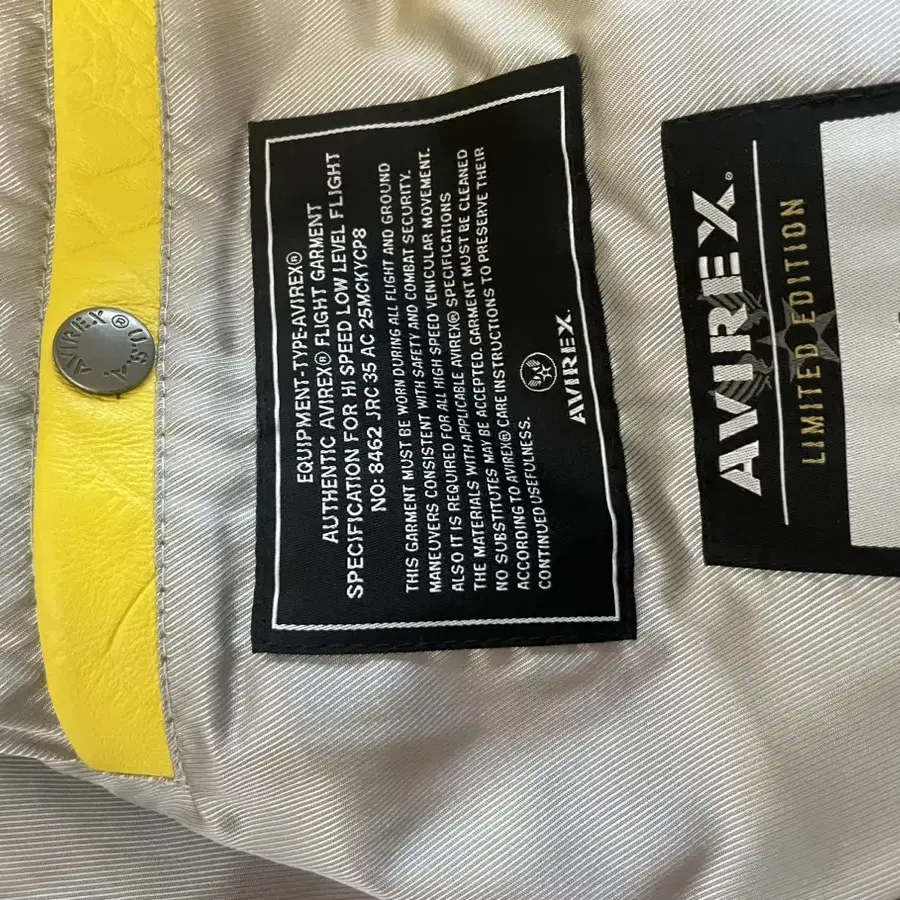 EQUIPMENT-TYPE-AVIREX®
AUTHENTIC AVIREX® FLIGHT GARMENT
SPECIFICATION FOR HI SPEED LOW LEVEL FLIGHT
NO: 8462 JRC 35 AC 25MCKYCP8
THIS GARMENT MUST BE WORN DURING ALL FLIGHT AND GROUND
MANEUVERS CONSISTENT WITH SAFETY AND COMBAT SECURITY.
ALSO IT IS REQUIRED FOR ALL HIGH SPEED VENICULAR MOVEMENT.
THE MATERIALS WITH APPLICABLE AVIREX® SPECIFICATIONS
NO SUBSTITUTES MAY BE ACCEPTED. GARMENT MUST BE CLEANED
ACCORDING TO AVIREX® CARE INSTRUCTIONS TO PRESERVE THEIR
CONTINUED USEFULNESS.
AVIREX.
AVIREX®
LIMITED EDITION
AVIREX®